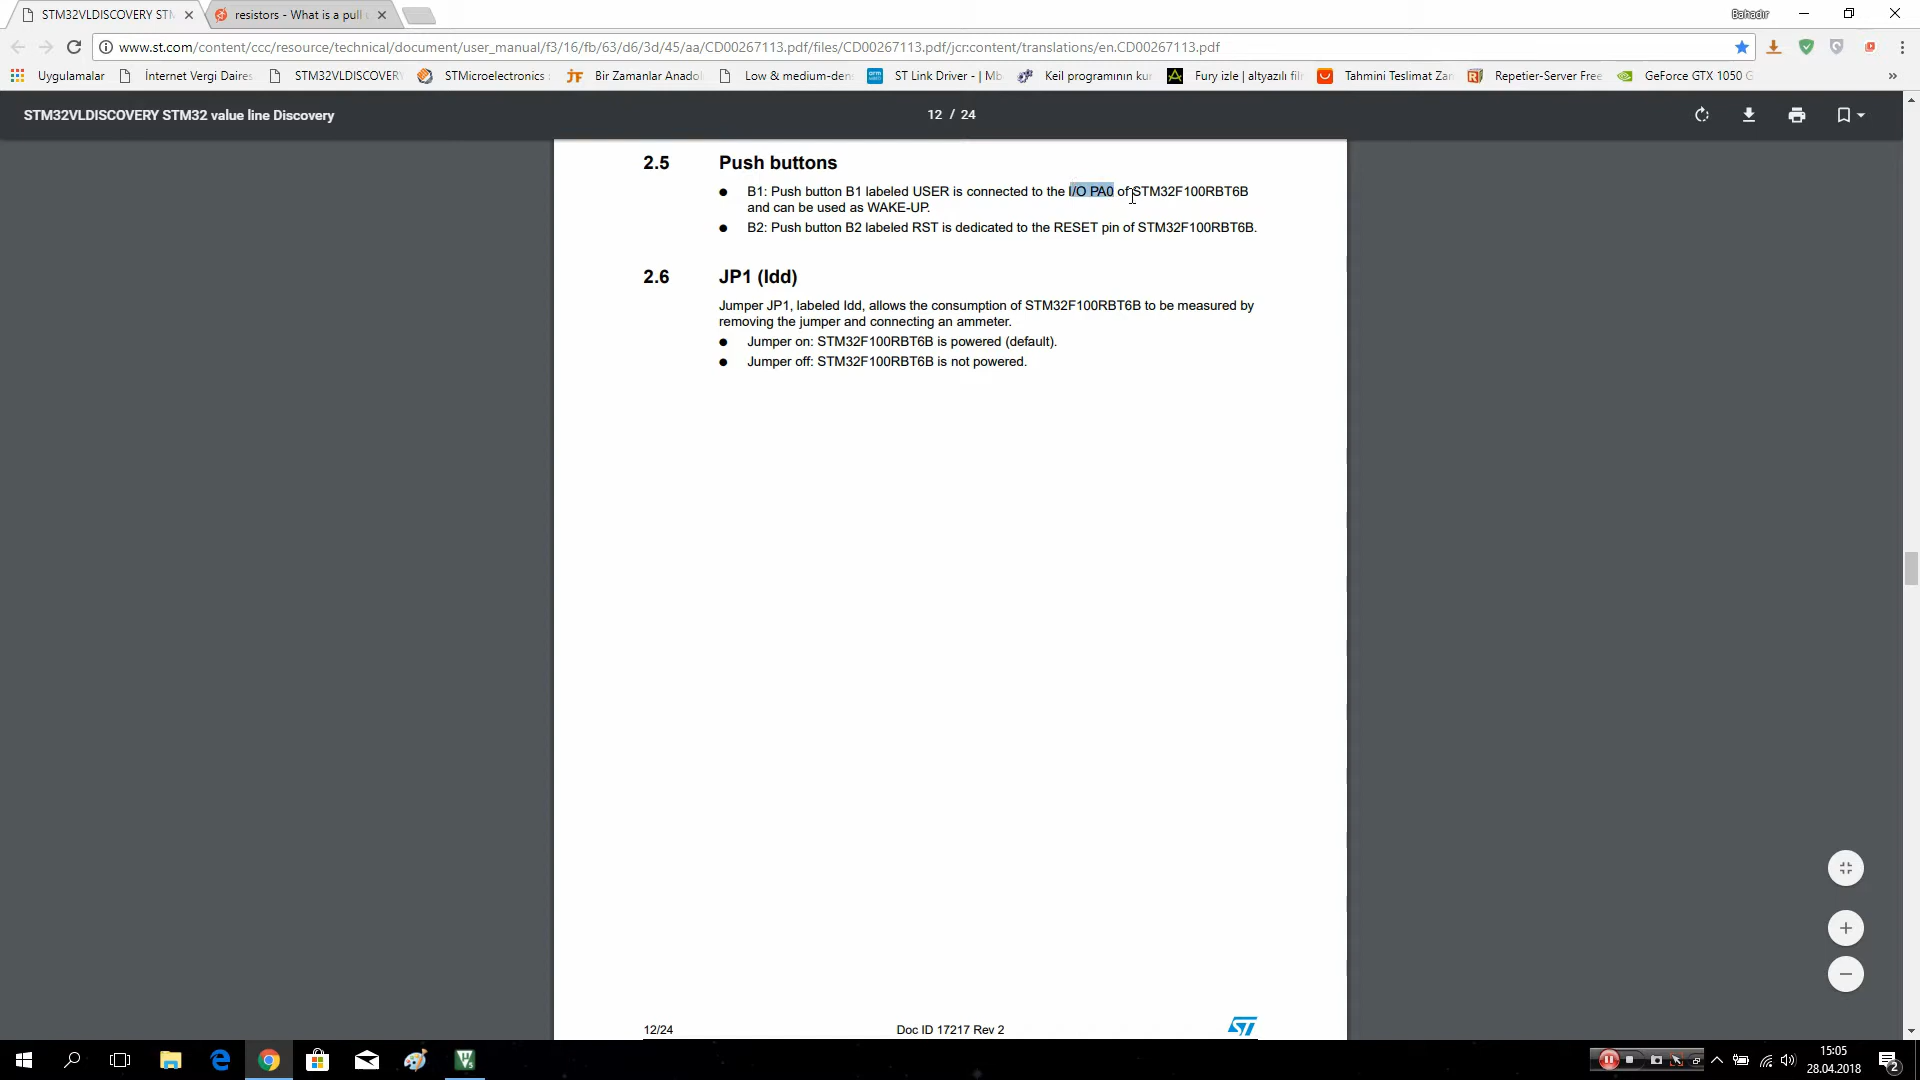 STM32VLDISCOVERY STM
resistors - What is a pull
Bahadır
www.st.com/content/ccc/resource/technical/document/user_manual/f3/16/fb/63/d6/3d/45/aa/CD00267113.pdf/files/CD00267113.pdf/jcr:content/translations/en.CD00267113.pdf
Uygulamalar
İnternet Vergi Daires
STM32VLDISCOVERY
STMicroelectronics
Bir Zamanlar Anadol
Low & medium-den
ST Link Driver - | Mb
Keil programının kur
Fury izle | altyazılı fil
Tahmini Teslimat Zam
Repetier-Server Free
GeForce GTX 1050 G
»
STM32VLDISCOVERY STM32 value line Discovery
12 / 24
2.5 Push buttons
● B1: Push button B1 labeled USER is connected to the I/O PA0 of STM32F100RBT6B
and can be used as WAKE-UP.
● B2: Push button B2 labeled RST is dedicated to the RESET pin of STM32F100RBT6B.
2.6 JP1 (Idd)
Jumper JP1, labeled Idd, allows the consumption of STM32F100RBT6B to be measured by
removing the jumper and connecting an ammeter.
● Jumper on: STM32F100RBT6B is powered (default).
● Jumper off: STM32F100RBT6B is not powered.
12/24
Doc ID 17217 Rev 2
ST
15:05
28.04.2018
2